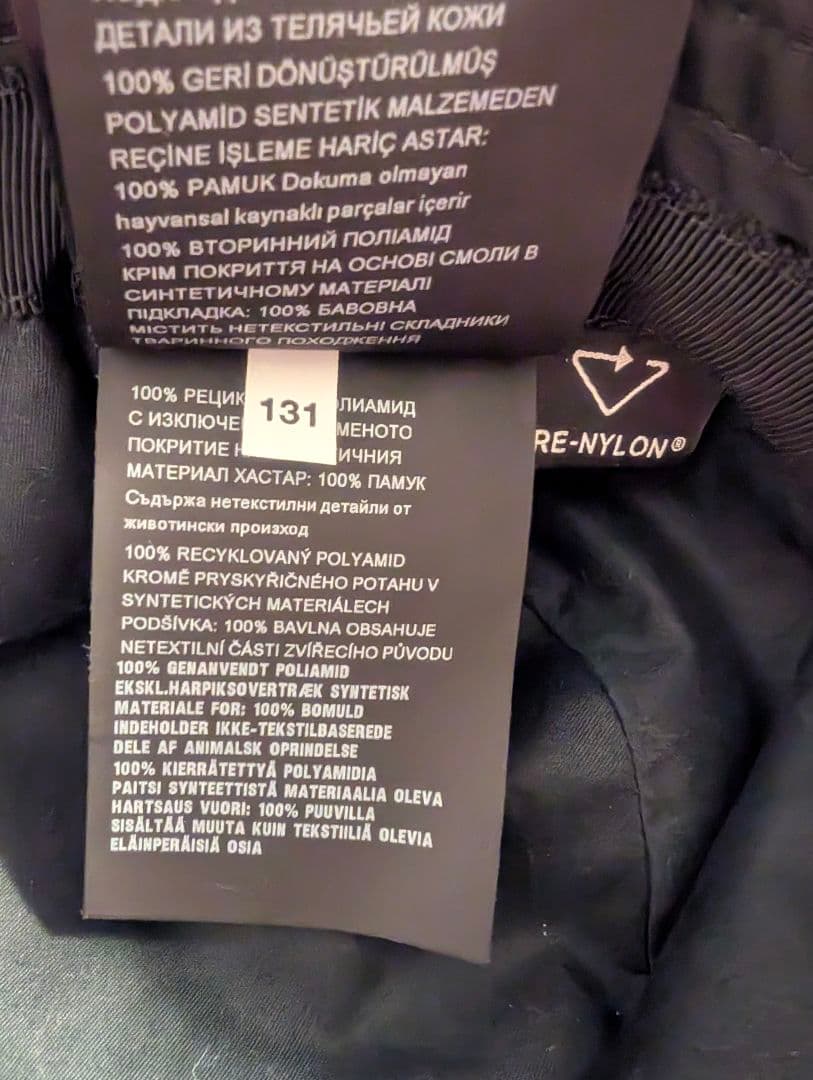 ДЕТАЛИ ИЗ ТЕЛЯЧЬЕЙ КОЖИ
100% GERİ DÖNÜŞTÜRÜLMÜŞ
POLYAMİD SENTETİK MALZEMEDEN
REÇİNE İŞLEME HARİÇ ASTAR:
100% PAMUK Dokuma olmayan
hayvansal kaynaklı parçalar içerir
100% ВТОРИННИЙ ПОЛІАМІД
КРІМ ПОКРИТТЯ НА ОСНОВІ СМОЛИ В
СИНТЕТИЧНОМУ МАТЕРІАЛІ
ПІДКЛАДКА: 100% БАВОВНА
МІСТИТЬ НЕТЕКСТИЛЬНІ СКЛАДНИКИ
ТВАРИННОГО ПОХОДЖЕННЯ
100% РЕЦИК ЛИАМИД
С ИЗКЛЮЧЕ МЕНОТО
131
ПОКРИТИЕ Н ИЧНИЯ
МАТЕРИАЛ ХАСТАР: 100% ПАМУК
Съдържа нетекстилни детайли от
животински произход
100% RECYKLOVANÝ POLYAMID
KROMĚ PRYSKYŘIČNÉHO POTAHU V
SYNTETICKÝCH MATERIÁLECH
PODŠÍVKA: 100% BAVLNA OBSAHUJE
NETEXTILNÍ ČÁSTI ZVÍŘECÍHO PŮVODU
100% GENANVENDT POLIAMID
EKSKL.HARPIKSOVERTRÆK SYNTETISK
MATERIALE FOR: 100% BOMULD
INDEHOLDER IKKE-TEKSTILBASEREDE
DELE AF ANIMALSK OPRINDELSE
100% KIERRÄTETTYÄ POLYAMIDIA
PAITSI SYNTEETTISTÄ MATERIAALIA OLEVA
HARTSAUS VUORI: 100% PUUVILLA
SISÄLTÄÄ MUUTA KUIN TEKSTIILIÄ OLEVIA
ELÄINPERÄISIÄ OSIA
RE-NYLON®